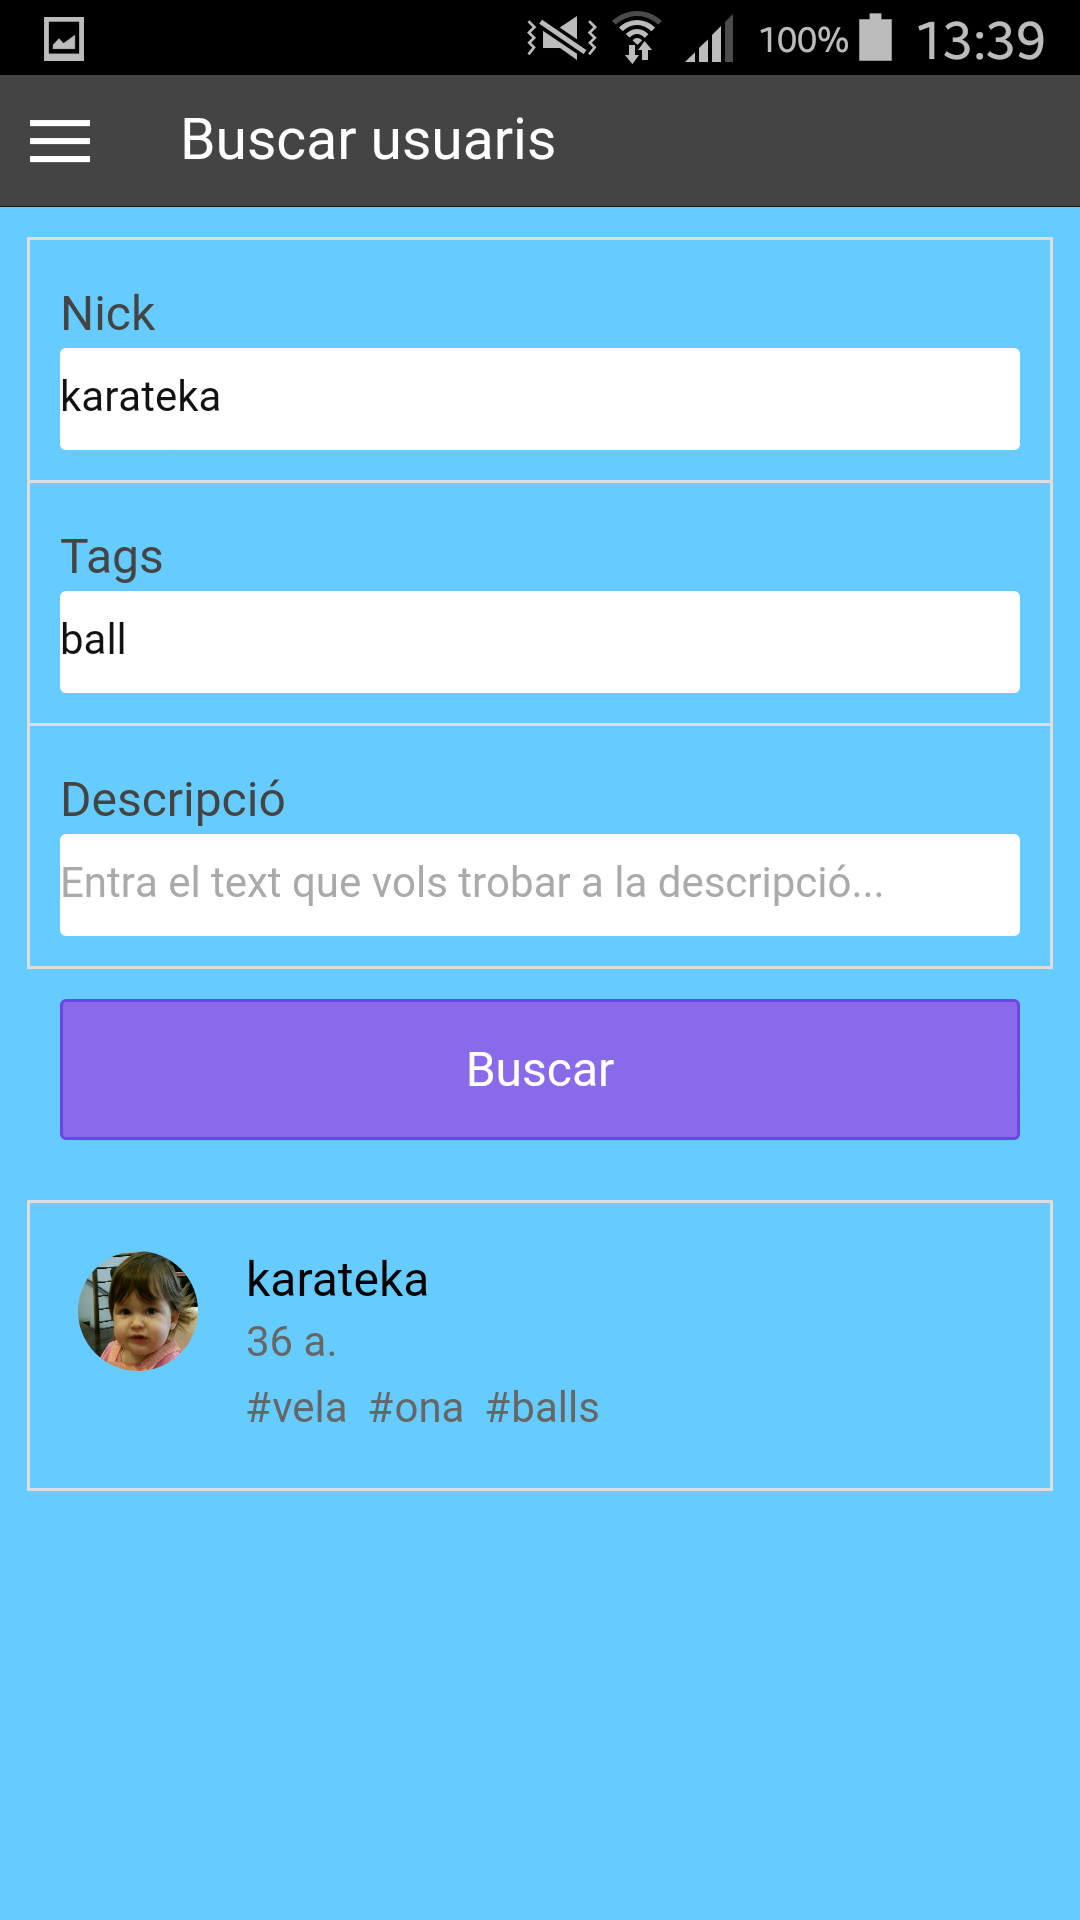 100% 13:39
Buscar usuaris
Nick
karateka
Tags
ball
Descripció
Entra el text que vols trobar a la descripció...
Buscar
karateka
36 a.
#vela #ona #balls